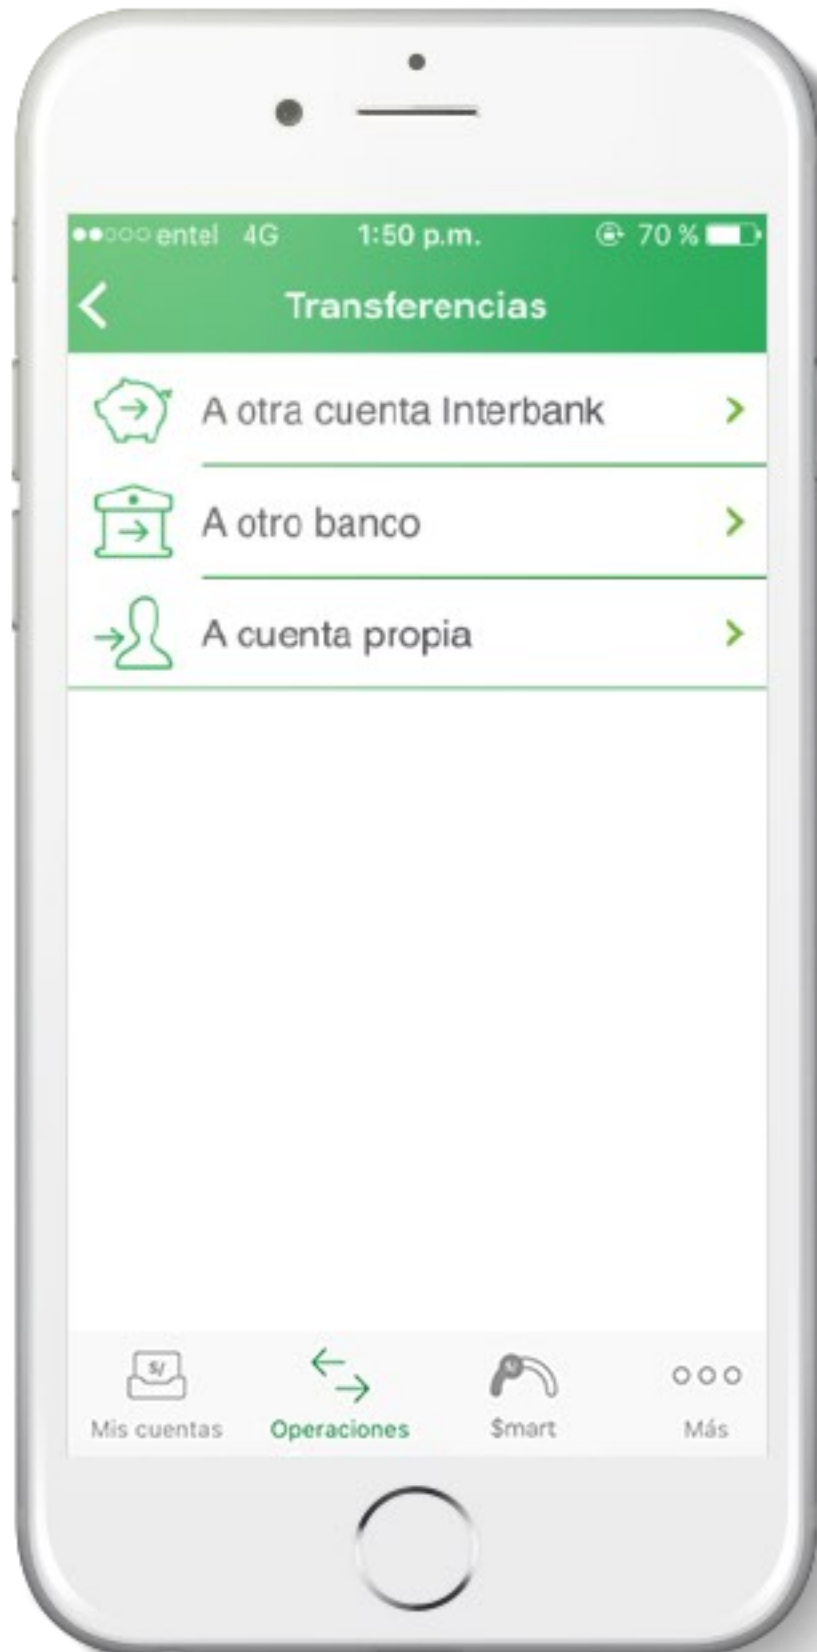 entel 4G 1:50 p.m. 70 %
Transferencias
A otra cuenta Interbank
A otro banco
A cuenta propia
S/
Mis cuentas Operaciones $mart Más